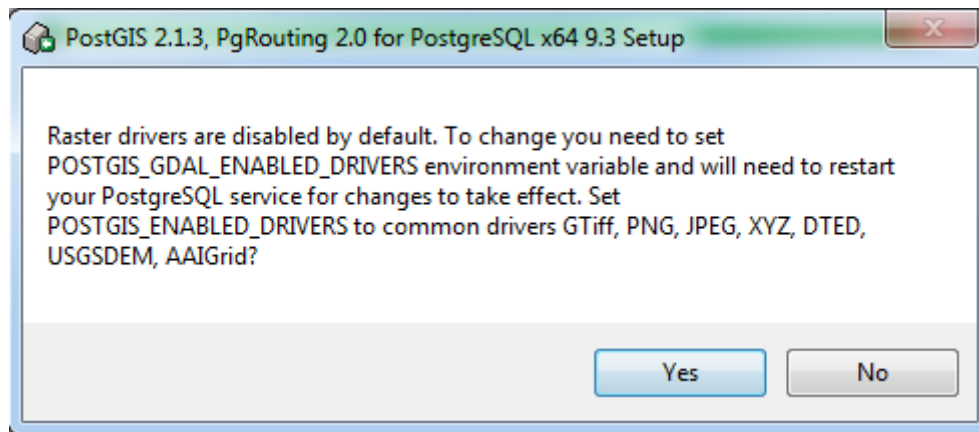 PostGIS 2.1.3, PgRouting 2.0 for PostgreSQL x64 9.3 Setup
Raster drivers are disabled by default. To change you need to set
POSTGIS_GDAL_ENABLED_DRIVERS environment variable and will need to restart
your PostgreSQL service for changes to take effect. Set
POSTGIS_ENABLED_DRIVERS to common drivers GTiff, PNG, JPEG, XYZ, DTED,
USGSDEM, AAIGrid?
Yes
No